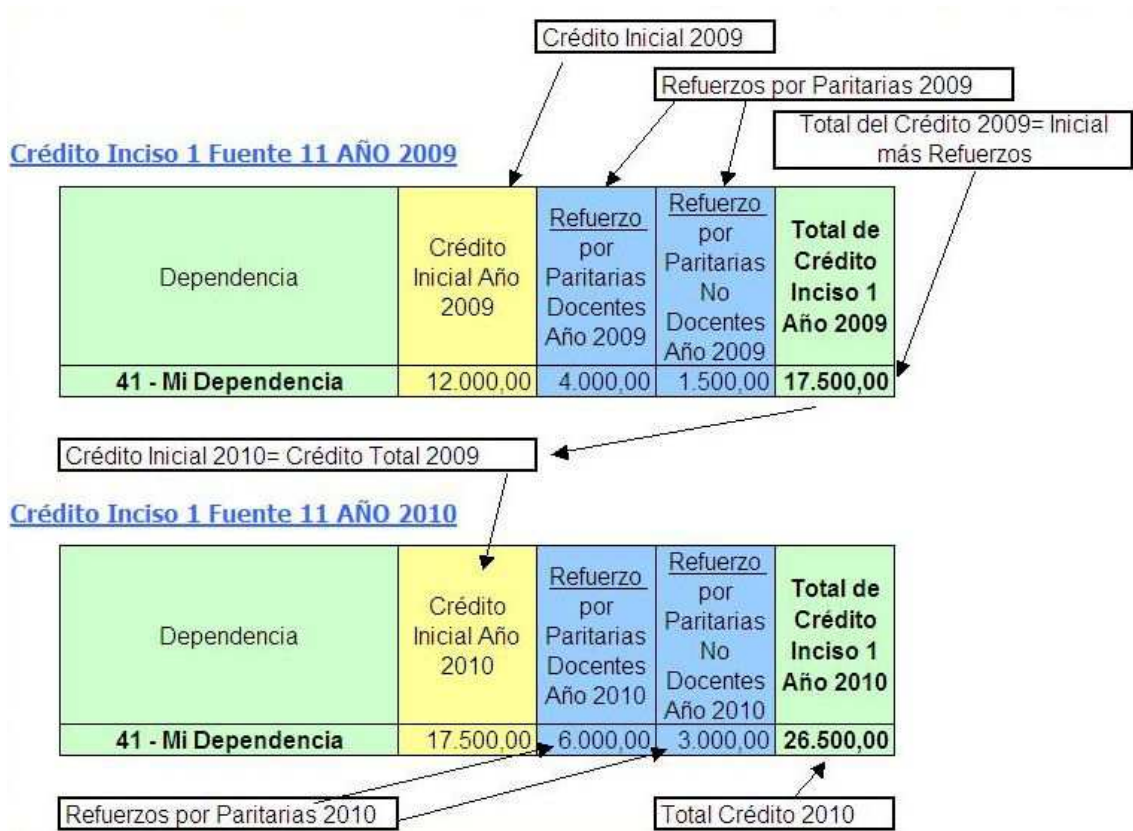 Crédito Inicial 2009
Refuerzos por Paritarias 2009
Total del Crédito 2009= Inicial
más Refuerzos
Crédito Inciso 1 Fuente 11 AÑO 2009
Dependencia
Crédito
Inicial Año
2009
Refuerzo
por
Paritarias
Docentes
Año 2009
Refuerzo
por
Paritarias
No
Docentes
Año 2009
Total de
Crédito
Inciso 1
Año 2009
41 - Mi Dependencia 12.000,00 4.000,00 1.500,00 17.500,00
Crédito Inicial 2010= Crédito Total 2009
Crédito Inciso 1 Fuente 11 AÑO 2010
Dependencia
Crédito
Inicial Año
2010
Refuerzo
por
Paritarias
Docentes
Año 2010
Refuerzo
por
Paritarias
No
Docentes
Año 2010
Total de
Crédito
Inciso 1
Año 2010
41 - Mi Dependencia 17.500,00 6.000,00 3.000,00 26.500,00
Refuerzos por Paritarias 2010
Total Crédito 2010